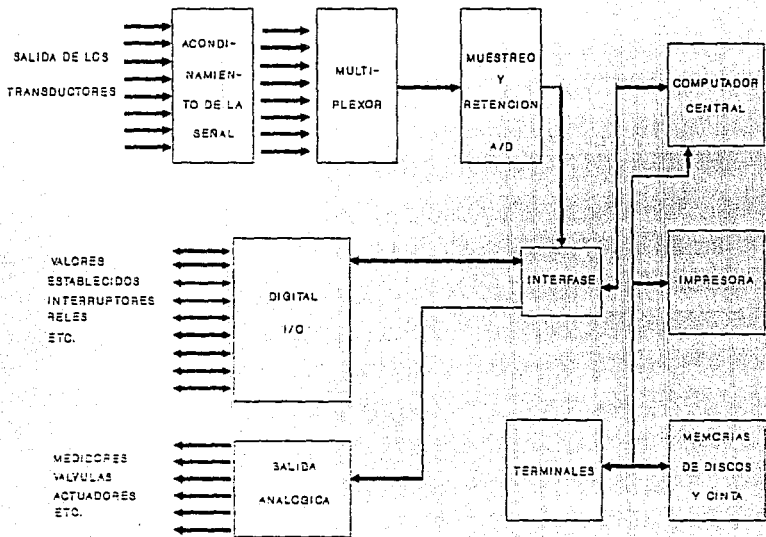 SALIDA DE LOS
TRANSDUCTORES
ACONDI-
NAMIEN-
TO DE LA
SEÑAL
MULTI-
PLEXOR
MUESTREO
Y
RETENCION
A/D
COMPUTADOR
CENTRAL
VALORES
ESTABLECIDOS
INTERRUPTORES
RELES
ETC.
DIGITAL
I/O
INTERFASE
IMPRESORA
MEDIDORES
VALVULAS
ACTUADORES
ETC.
SALIDA
ANALOGICA
TERMINALES
MEMORIAS
DE DISCOS
Y CINTA